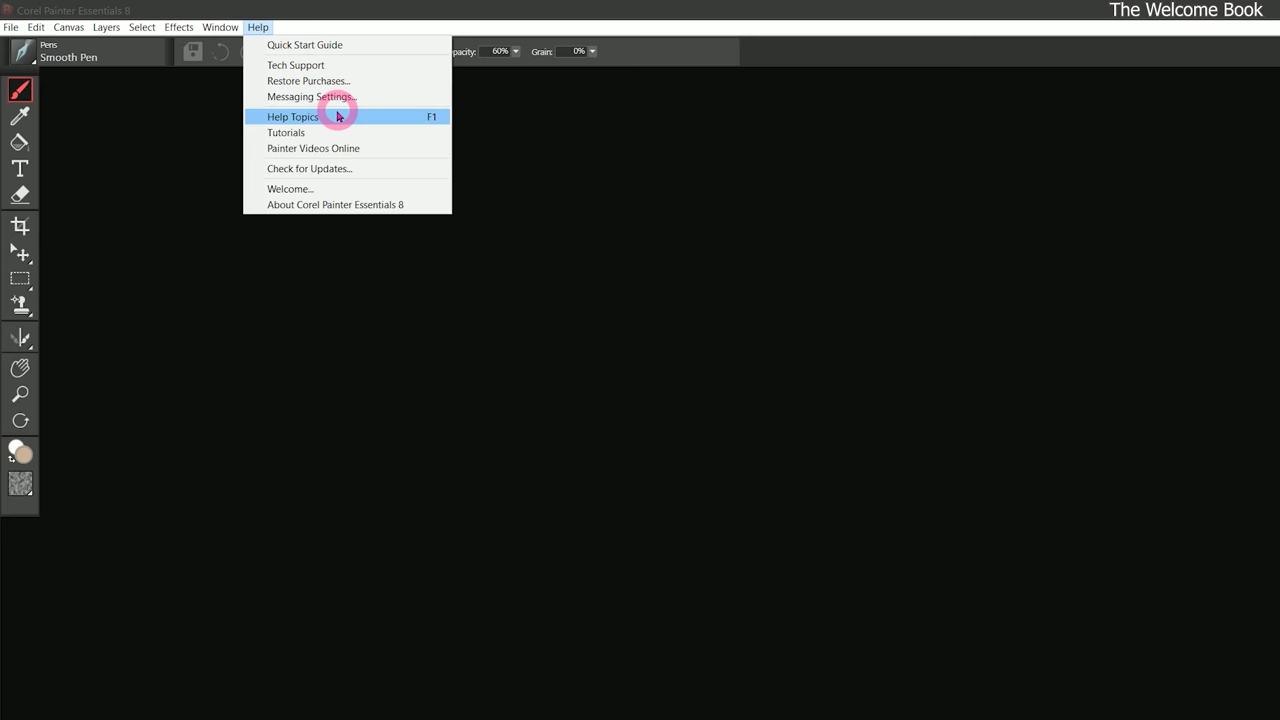 Corel Painter Essentials 8
The Welcome Book
File Edit Canvas Layers Select Effects Window Help
Pens
Smooth Pen
60% Grain: 0%
Quick Start Guide
Tech Support
Restore Purchases...
Messaging Settings...
Help Topics F1
Tutorials
Painter Videos Online
Check for Updates...
Welcome...
About Corel Painter Essentials 8